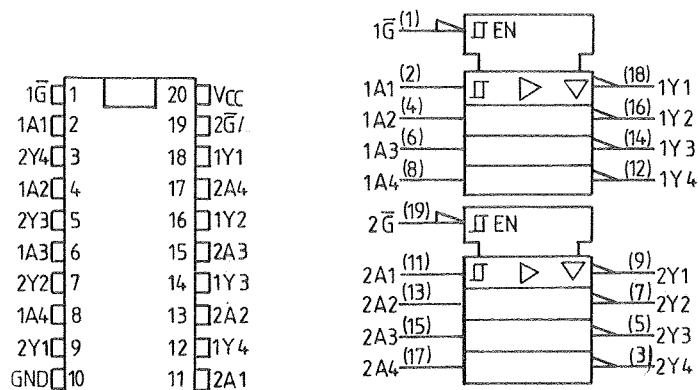 1G̅ 1 20 VCC
1A1 2 19 2G̅/
2Y4 3 18 1Y1
1A2 4 17 2A4
2Y3 5 16 1Y2
1A3 6 15 2A3
2Y2 7 14 1Y3
1A4 8 13 2A2
2Y1 9 12 1Y4
GND 10 11 2A1
1G̅ (1) EN
1A1 (2) (18) 1Y1
1A2 (4) (16) 1Y2
1A3 (6) (14) 1Y3
1A4 (8) (12) 1Y4
2G̅ (19) EN
2A1 (11) (9) 2Y1
2A2 (13) (7) 2Y2
2A3 (15) (5) 2Y3
2A4 (17) (3) 2Y4